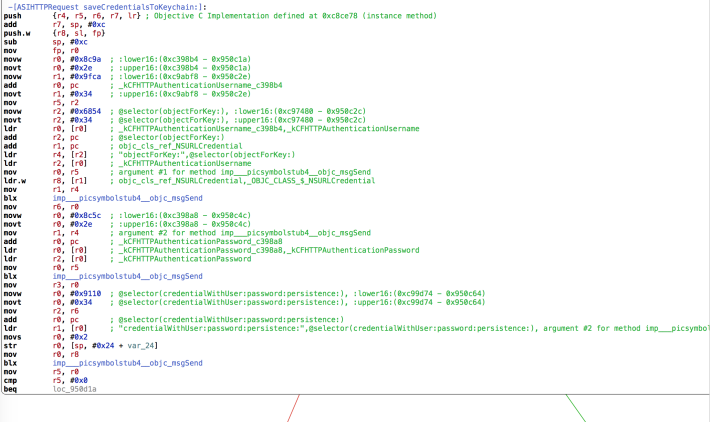 -[ASIHTTPRequest saveCredentialsToKeychain:]:
push {r4, r5, r6, r7, lr} ; Objective C Implementation defined at 0xc8ce78 (instance method)
add r7, sp, #0xc
push.w {r8, sl, fp}
sub sp, #0xc
mov fp, r0
movw r0, #0x8c9a ; :lower16:(0xc398b4 - 0x950c1a)
movt r0, #0x2e ; :upper16:(0xc398b4 - 0x950c1a)
movw r1, #0x9fca ; :lower16:(0xc9abf8 - 0x950c2e)
add r0, pc ; _kCFHTTPAuthenticationUsername_c398b4
movt r1, #0x34 ; :upper16:(0xc9abf8 - 0x950c2e)
mov r5, r2
movw r2, #0x6854 ; @selector(objectForKey:), :lower16:(0xc97480 - 0x950c2c)
movt r2, #0x34 ; @selector(objectForKey:), :upper16:(0xc97480 - 0x950c2c)
ldr r0, [r0] ; _kCFHTTPAuthenticationUsername_c398b4,_kCFHTTPAuthenticationUsername
add r2, pc ; @selector(objectForKey:)
add r1, pc ; objc_cls_ref_NSURLCredential
ldr r4, [r2] ; "objectForKey:",@selector(objectForKey:)
ldr r2, [r0] ; _kCFHTTPAuthenticationUsername
mov r0, r5 ; argument #1 for method imp___picsymbolstub4__objc_msgSend
ldr.w r8, [r1] ; objc_cls_ref_NSURLCredential,_OBJC_CLASS_$_NSURLCredential
mov r1, r4
blx imp___picsymbolstub4__objc_msgSend
mov r6, r0
movw r0, #0x8c5c ; :lower16:(0xc398a8 - 0x950c4c)
movt r0, #0x2e ; :upper16:(0xc398a8 - 0x950c4c)
mov r1, r4 ; argument #2 for method imp___picsymbolstub4__objc_msgSend
add r0, pc ; _kCFHTTPAuthenticationPassword_c398a8
ldr r0, [r0] ; _kCFHTTPAuthenticationPassword_c398a8,_kCFHTTPAuthenticationPassword
ldr r2, [r0] ; _kCFHTTPAuthenticationPassword
mov r0, r5
blx imp___picsymbolstub4__objc_msgSend
mov r3, r0
movw r0, #0x9110 ; @selector(credentialWithUser:password:persistence:), :lower16:(0xc99d74 - 0x950c64)
movt r0, #0x34 ; @selector(credentialWithUser:password:persistence:), :upper16:(0xc99d74 - 0x950c64)
mov r2, r6
add r0, pc ; @selector(credentialWithUser:password:persistence:)
ldr r1, [r0] ; "credentialWithUser:password:persistence:",@selector(credentialWithUser:password:persistence:), argument #2 for method imp___picsymbol
movs r0, #0x2
str r0, [sp, #0x24 + var_24]
mov r0, r8
blx imp___picsymbolstub4__objc_msgSend
mov r5, r0
cmp r5, #0x0
beq loc_950d1a